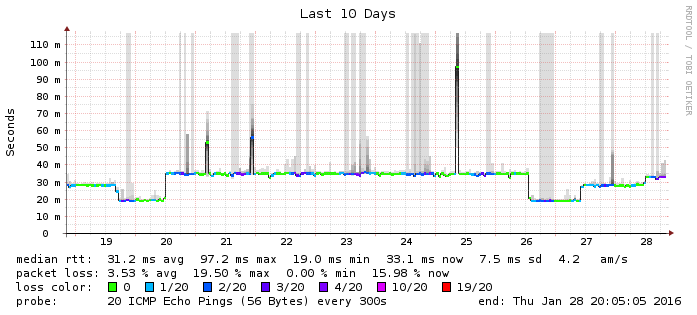 Last 10 Days
RRDTOOL / TOBI OETIKER
Seconds
110 m
100 m
90 m
80 m
70 m
60 m
50 m
40 m
30 m
20 m
10 m
0
19 20 21 22 23 24 25 26 27 28
median rtt: 31.2 ms avg 97.2 ms max 19.0 ms min 33.1 ms now 7.5 ms sd 4.2 am/s
packet loss: 3.53 % avg 19.50 % max 0.00 % min 15.98 % now
loss color: 0 1/20 2/20 3/20 4/20 10/20 19/20
probe: 20 ICMP Echo Pings (56 Bytes) every 300s end: Thu Jan 28 20:05:05 2016